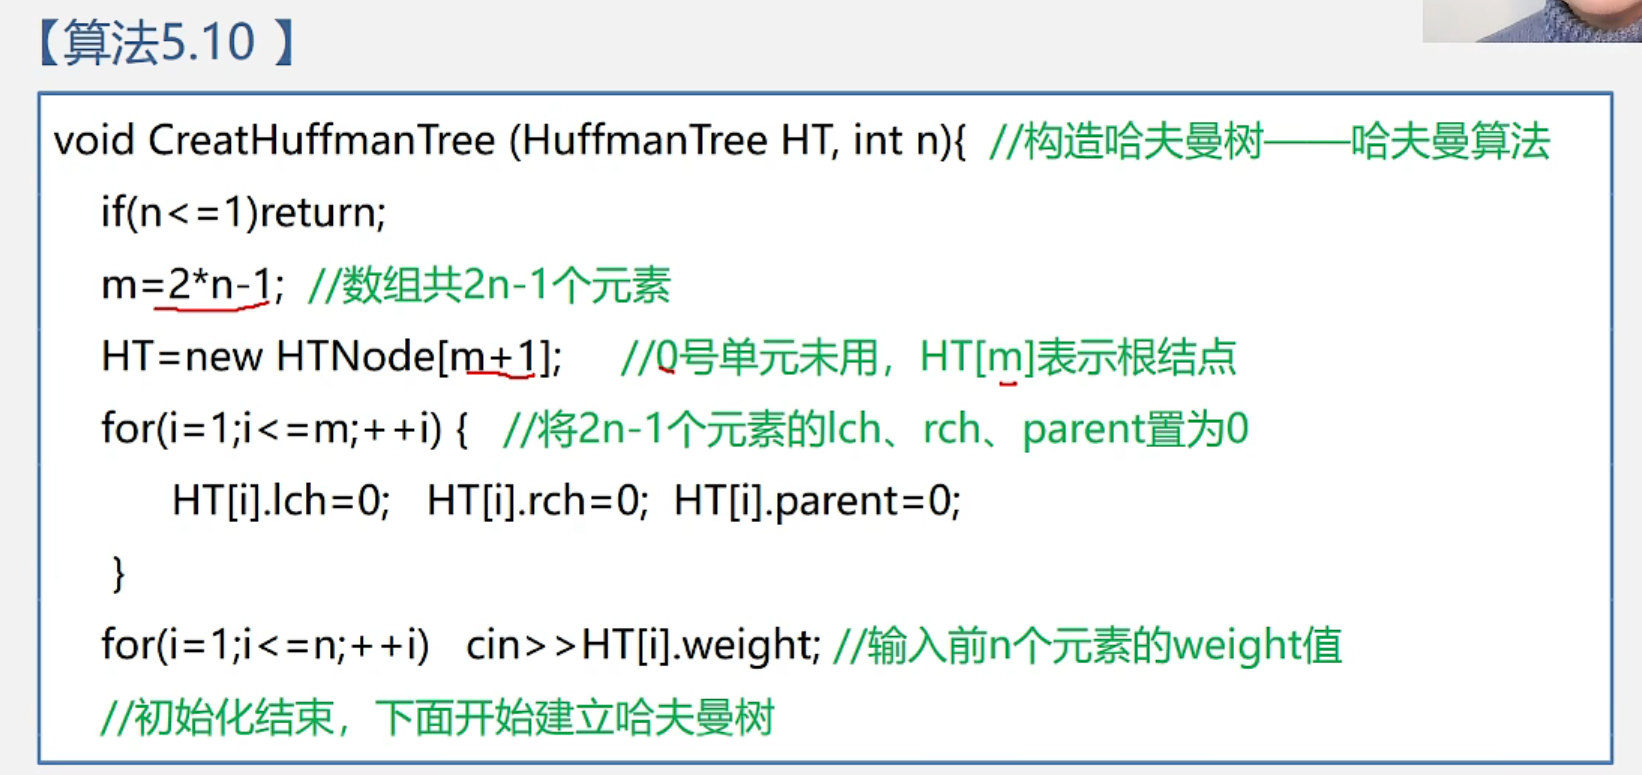 【算法5.10 】
void CreatHuffmanTree (HuffmanTree HT, int n){ //构造哈夫曼树——哈夫曼算法
if(n<=1)return;
m=2*n-1; //数组共2n-1个元素
HT=new HTNode[m+1]; //0号单元未用，HT[m]表示根结点
for(i=1;i<=m;++i) { //将2n-1个元素的lch、rch、parent置为0
HT[i].lch=0; HT[i].rch=0; HT[i].parent=0;
}
for(i=1;i<=n;++i) cin>>HT[i].weight; //输入前n个元素的weight值
//初始化结束，下面开始建立哈夫曼树